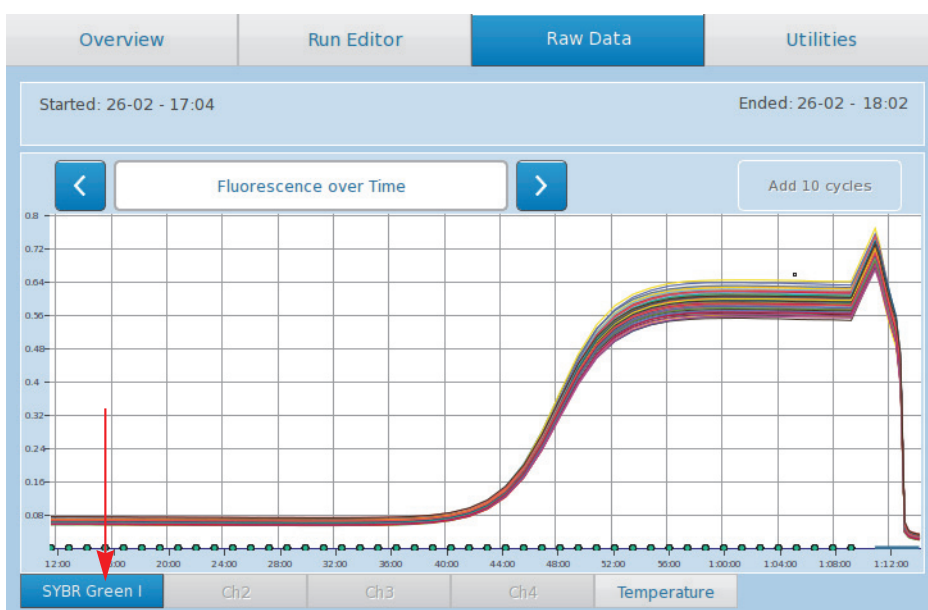 Overview Run Editor Raw Data Utilities
Started: 26-02 - 17:04 Ended: 26-02 - 18:02
Fluorescence over Time Add 10 cycles
0.8
0.72
0.64
0.56
0.48
0.4
0.32
0.24
0.16
0.08
12:00 :00 20:00 24:00 28:00 32:00 36:00 40:00 44:00 48:00 52:00 56:00 1:00:00 1:04:00 1:08:00 1:12:00
SYBR Green I Ch2 Ch3 Ch4 Temperature